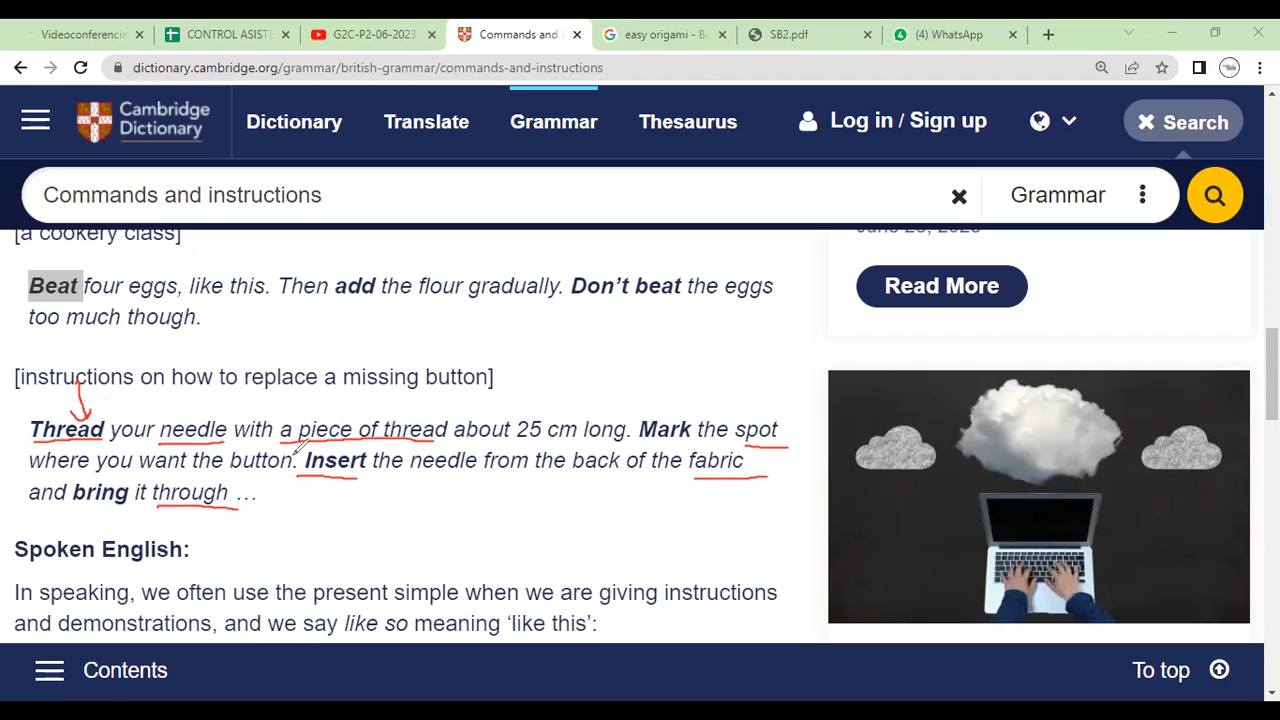 Videoconferencia
CONTROL ASIST
G2C-P2-06-2023
Commands and i
easy origami - B
SB2.pdf
(4) WhatsApp
dictionary.cambridge.org/grammar/british-grammar/commands-and-instructions
Cambridge Dictionary
Dictionary Translate Grammar Thesaurus Log in / Sign up Search
Commands and instructions Grammar
[a cookery class]
Beat four eggs, like this. Then add the flour gradually. Don’t beat the eggs
too much though.
[instructions on how to replace a missing button]
Thread your needle with a piece of thread about 25 cm long. Mark the spot
where you want the button. Insert the needle from the back of the fabric
and bring it through …
Spoken English:
In speaking, we often use the present simple when we are giving instructions
and demonstrations, and we say like so meaning ‘like this’:
Read More
Contents
To top